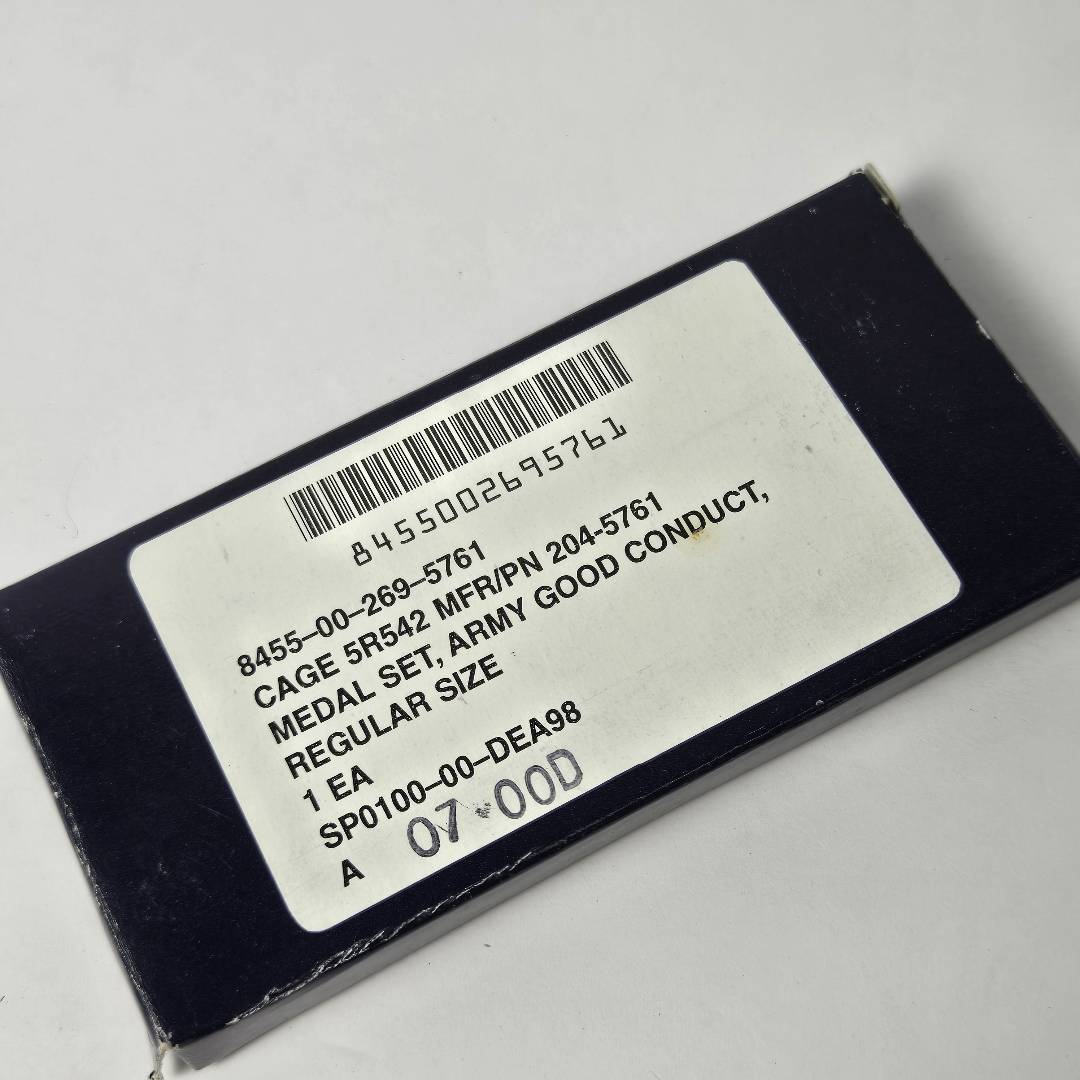 8455002695761
8455–00–269–5761
CAGE 5R542 MFR/PN 204-5761
MEDAL SET, ARMY GOOD CONDUCT,
REGULAR SIZE
1 EA
SP0100–00–DEA98
A 07•00D